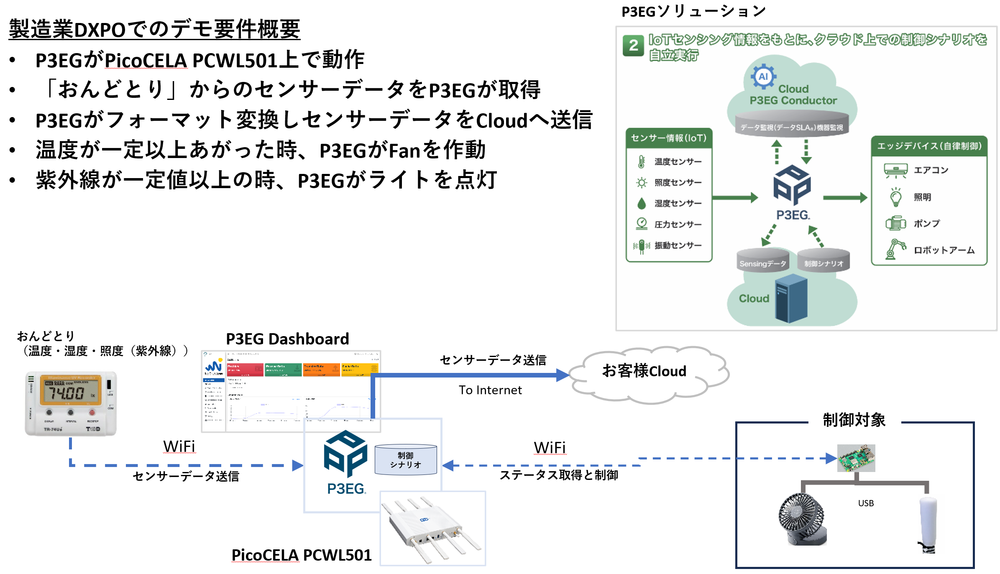 製造業DXPOでのデモ要件概要
• P3EGがPicoCELA PCWL501上で動作
• 「おんどとり」からのセンサーデータをP3EGが取得
• P3EGがフォーマット変換しセンサーデータをCloudへ送信
• 温度が一定以上あがった時、P3EGがFanを作動
• 紫外線が一定値以上の時、P3EGがライトを点灯
P3EGソリューション
2 IoTセンシング情報をもとに、クラウド上での制御シナリオを
自立実行
AI
Cloud
P3EG Conductor
データ監視(データSLA®)機器監視
センサー情報(IoT)
温度センサー
照度センサー
湿度センサー
圧力センサー
振動センサー
P3EG®
エッジデバイス(自律制御)
エアコン
照明
ポンプ
ロボットアーム
Sensingデータ
制御シナリオ
Cloud
おんどとり
（温度・湿度・照度（紫外線））
P3EG Dashboard
センサーデータ送信
To Internet
お客様Cloud
74.00 lx
DISPLAY INTERVAL
TR-74Ui
USB
COM
WiFi
センサーデータ送信
P3EG®
制御
シナリオ
WiFi
ステータス取得と制御
制御対象
USB
PicoCELA PCWL501